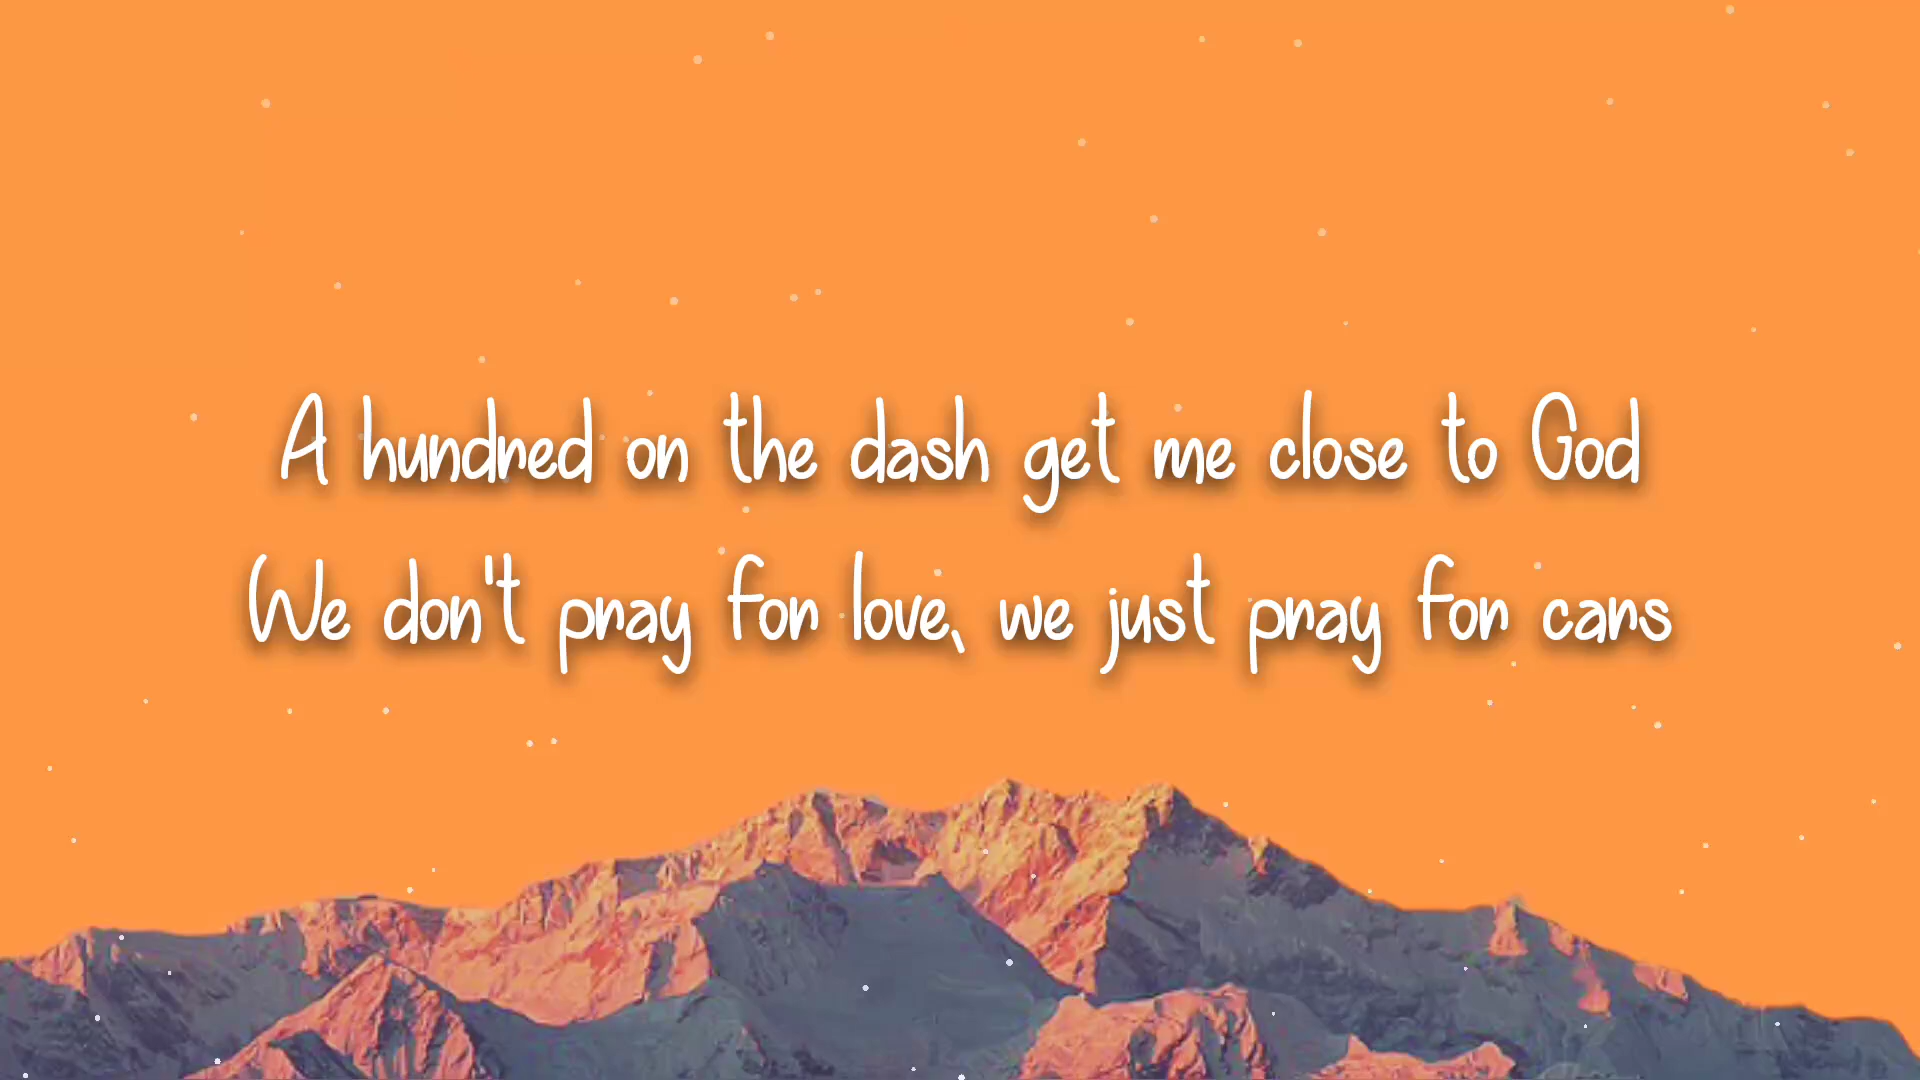 A hundred on the dash get me close to God
We don't pray for love, we just pray for cars